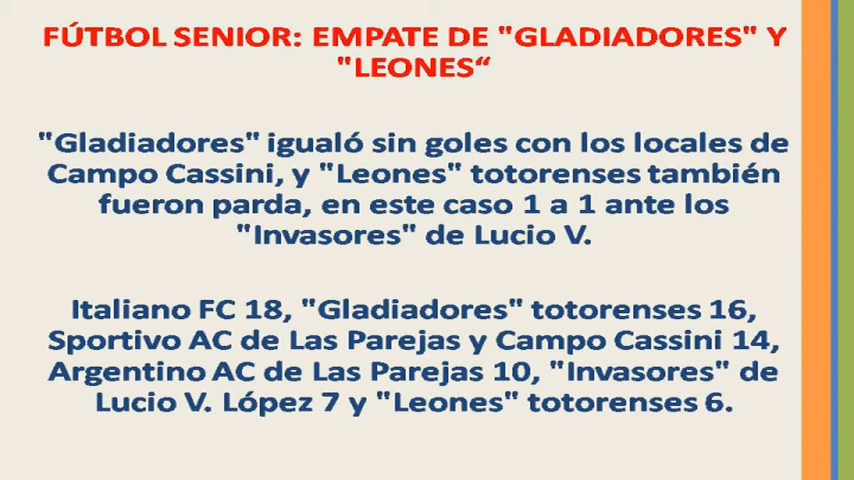 FÚTBOL SENIOR: EMPATE DE "GLADIADORES" Y
"LEONES“
"Gladiadores" igualó sin goles con los locales de
Campo Cassini, y "Leones" totorenses también
fueron parda, en este caso 1 a 1 ante los
"Invasores" de Lucio V.
Italiano FC 18, "Gladiadores" totorenses 16,
Sportivo AC de Las Parejas y Campo Cassini 14,
Argentino AC de Las Parejas 10, "Invasores" de
Lucio V. López 7 y "Leones" totorenses 6.